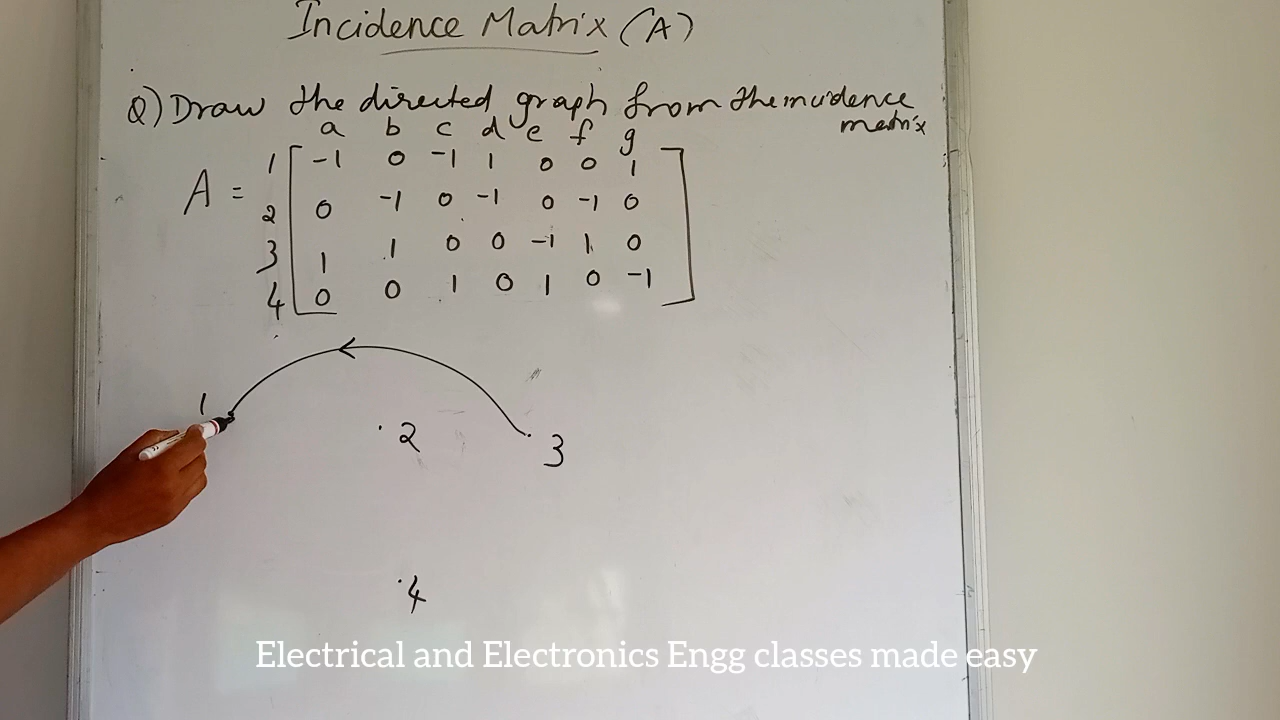 Incidence Matrix (A)
Q) Draw the directed graph from the incidence
matrix
a b c d e f g
1 -1 0 -1 1 0 0 1
A = 2 0 -1 0 -1 0 -1 0
3 1 1 0 0 -1 1 0
4 0 0 1 0 1 0 -1
1
2
3
4
Electrical and Electronics Engg classes made easy